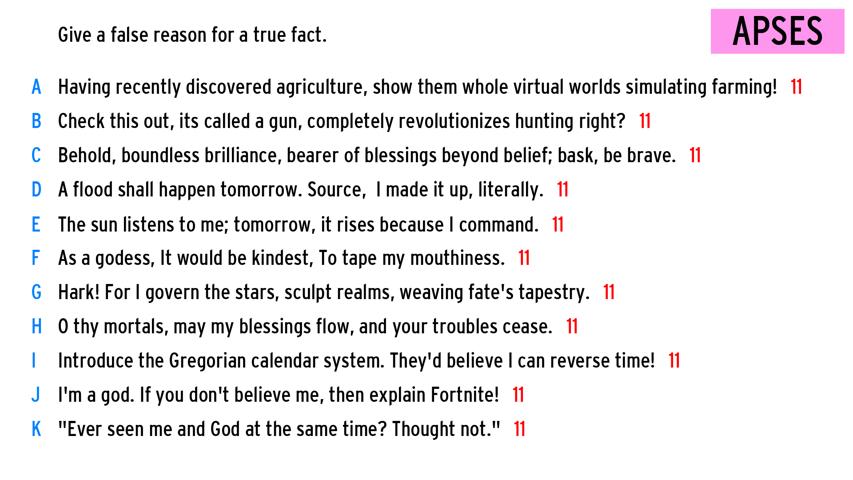 Give a false reason for a true fact.
APSES
A Having recently discovered agriculture, show them whole virtual worlds simulating farming! 11
B Check this out, its called a gun, completely revolutionizes hunting right? 11
C Behold, boundless brilliance, bearer of blessings beyond belief; bask, be brave. 11
D A flood shall happen tomorrow. Source,  I made it up, literally. 11
E The sun listens to me; tomorrow, it rises because I command. 11
F As a godess, It would be kindest, To tape my mouthiness. 11
G Hark! For I govern the stars, sculpt realms, weaving fate's tapestry. 11
H O thy mortals, may my blessings flow, and your troubles cease. 11
I Introduce the Gregorian calendar system. They'd believe I can reverse time! 11
J I'm a god. If you don't believe me, then explain Fortnite! 11
K "Ever seen me and God at the same time? Thought not." 11